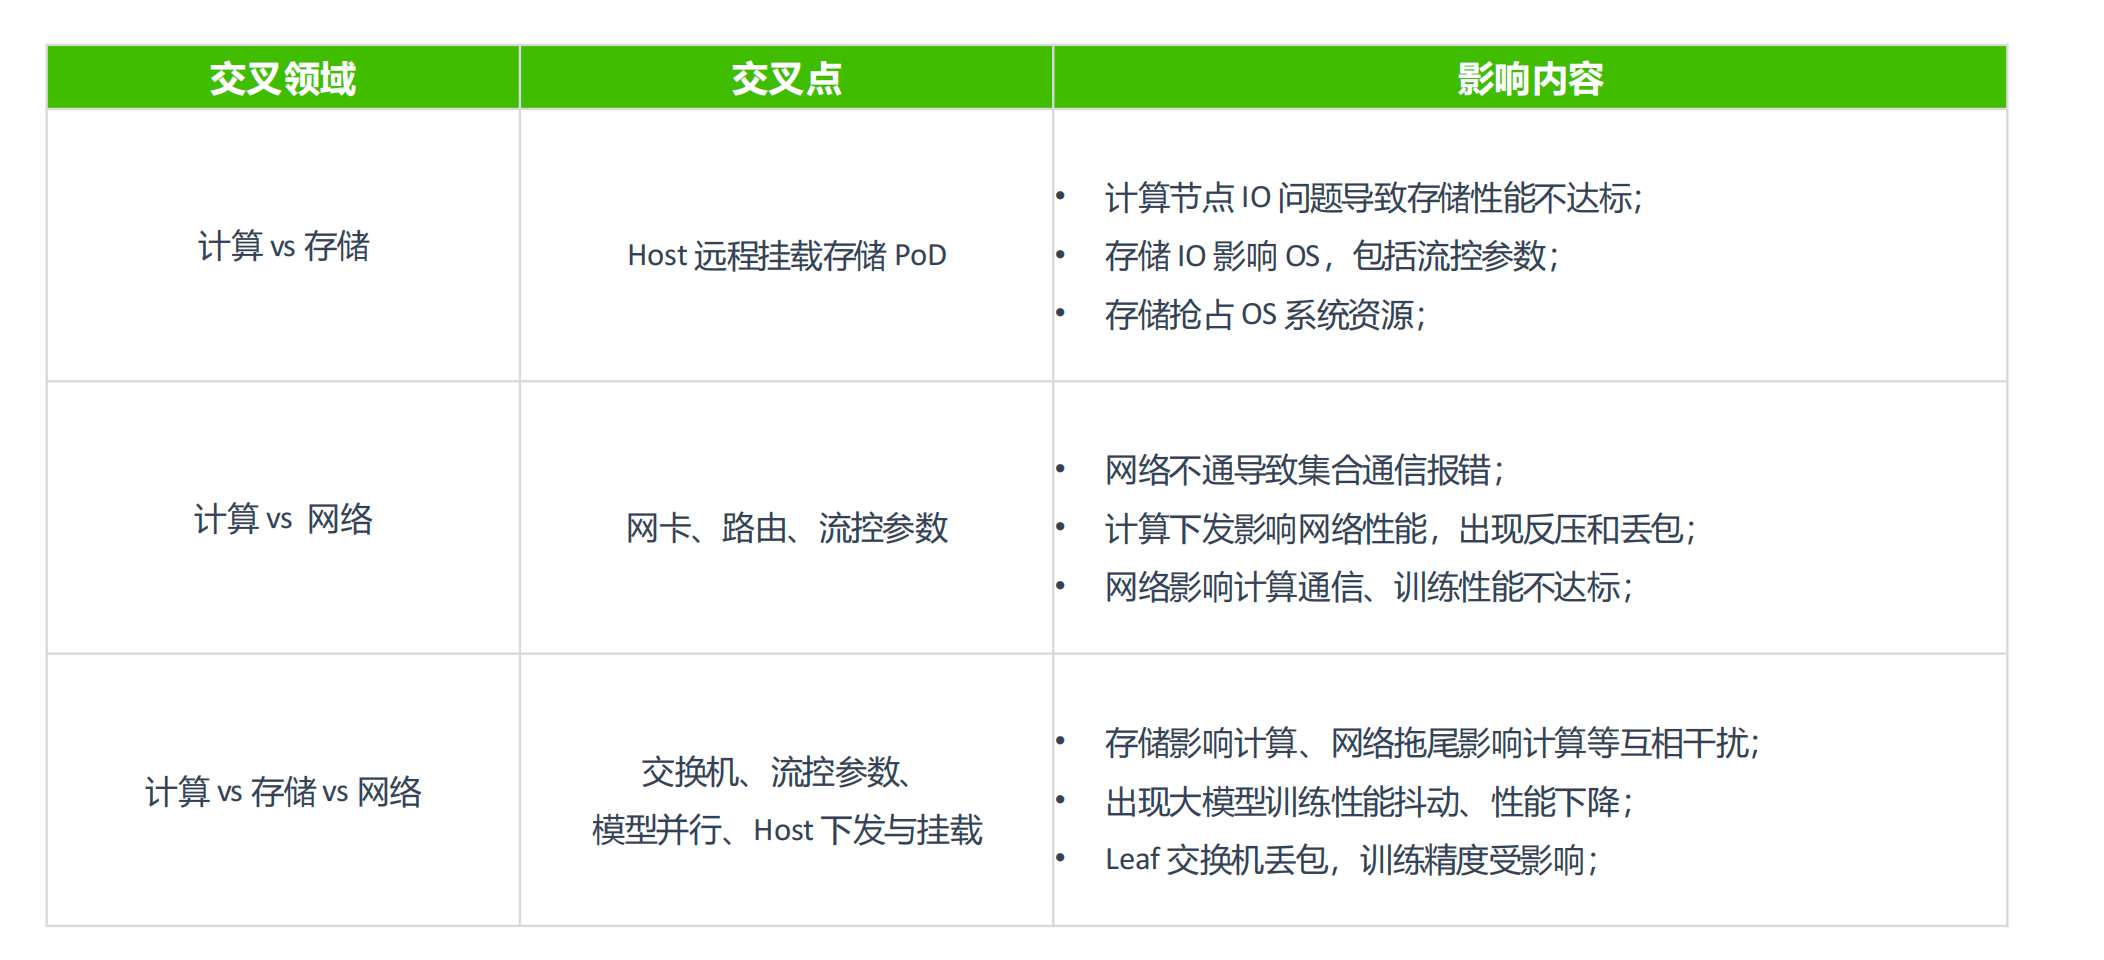 交叉领域 交叉点 影响内容
计算 vs 存储
Host 远程挂载存储 PoD
• 计算节点 IO 问题导致存储性能不达标；
• 存储 IO 影响 OS，包括流控参数；
• 存储抢占 OS 系统资源；
计算 vs 网络
网卡、路由、流控参数
• 网络不通导致集合通信报错；
• 计算下发影响网络性能，出现反压和丢包；
• 网络影响计算通信、训练性能不达标；
计算 vs 存储 vs 网络
交换机、流控参数、
模型并行、Host 下发与挂载
• 存储影响计算、网络拖尾影响计算等互相干扰；
• 出现大模型训练性能抖动、性能下降；
• Leaf 交换机丢包，训练精度受影响；